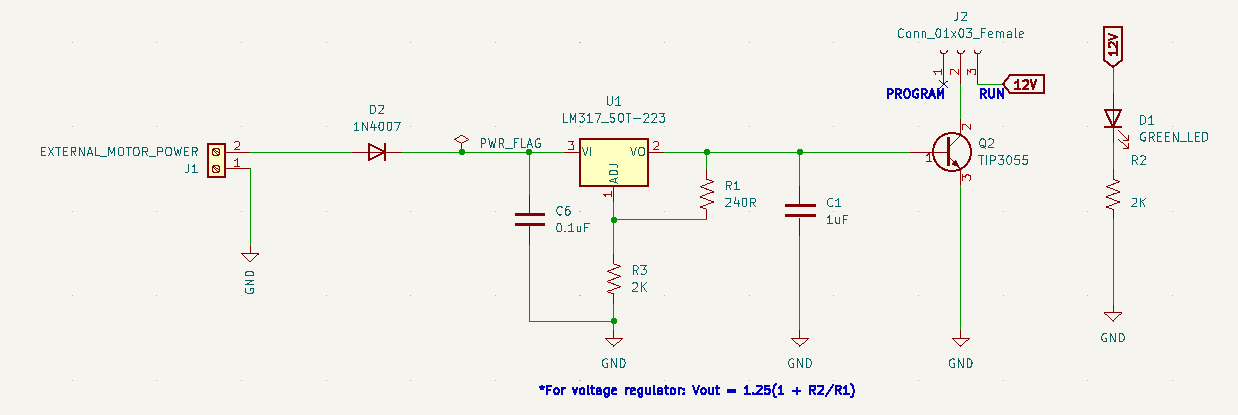 J2
Conn_01x03_Female
1
2
3
PROGRAM
RUN
12V
12V
D2
1N4007
U1
LM317_SOT-223
D1
GREEN_LED
EXTERNAL_MOTOR_POWER
2
J1
1
PWR_FLAG
3
VI
VO
2
ADJ
1
2
1
3
Q2
TIP3055
R2
2K
R1
240R
C6
0.1uF
C1
1uF
R3
2K
GND
GND
GND
GND
GND
*For voltage regulator: Vout = 1.25(1 + R2/R1)